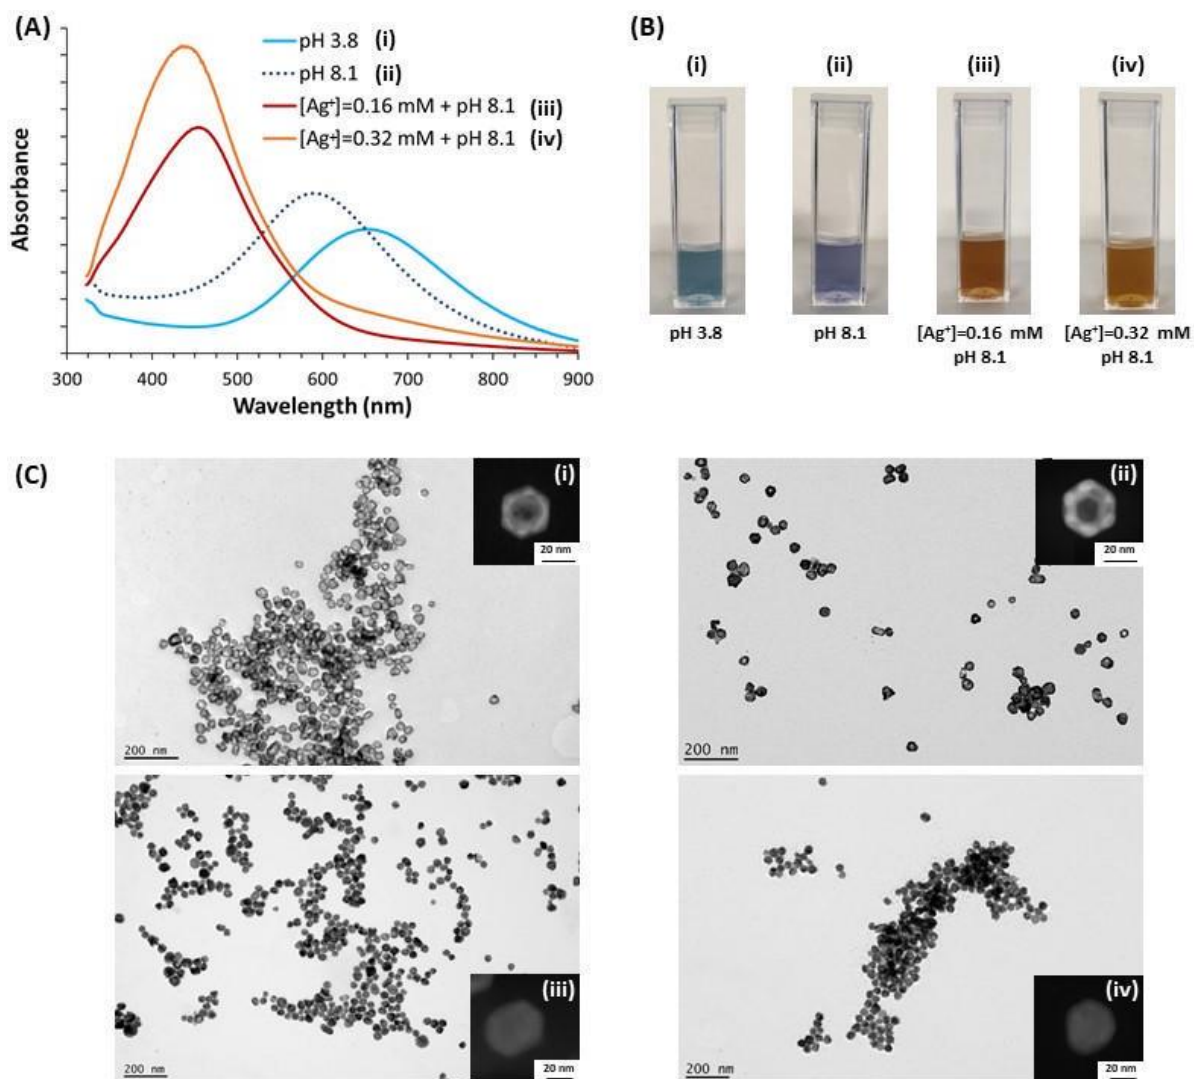 (A)
Absorbance
pH 3.8 (i)
pH 8.1 (ii)
[Ag⁺]=0.16 mM + pH 8.1 (iii)
[Ag⁺]=0.32 mM + pH 8.1 (iv)
300 400 500 600 700 800 900
Wavelength (nm)
(B)
(i) (ii) (iii) (iv)
pH 3.8
pH 8.1
[Ag⁺]=0.16 mM
pH 8.1
[Ag⁺]=0.32 mM
pH 8.1
(C)
(i)
20 nm
200 nm
(ii)
20 nm
200 nm
(iii)
20 nm
200 nm
(iv)
20 nm
200 nm